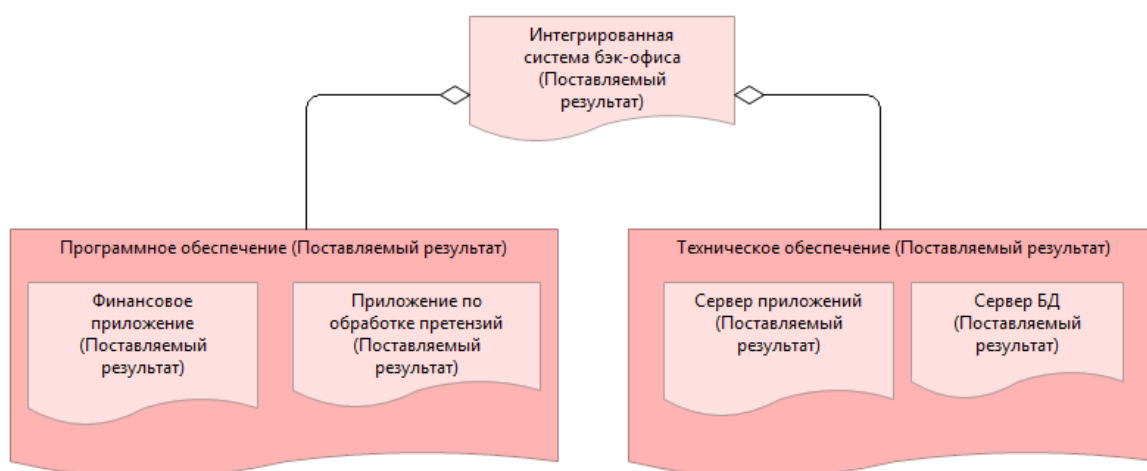 Интегрированная
система бэк-офиса
(Поставляемый
результат)
Программное обеспечение (Поставляемый результат)
Финансовое
приложение
(Поставляемый
результат)
Приложение по
обработке претензий
(Поставляемый
результат)
Техническое обеспечение (Поставляемый результат)
Сервер приложений
(Поставляемый
результат)
Сервер БД
(Поставляемый
результат)